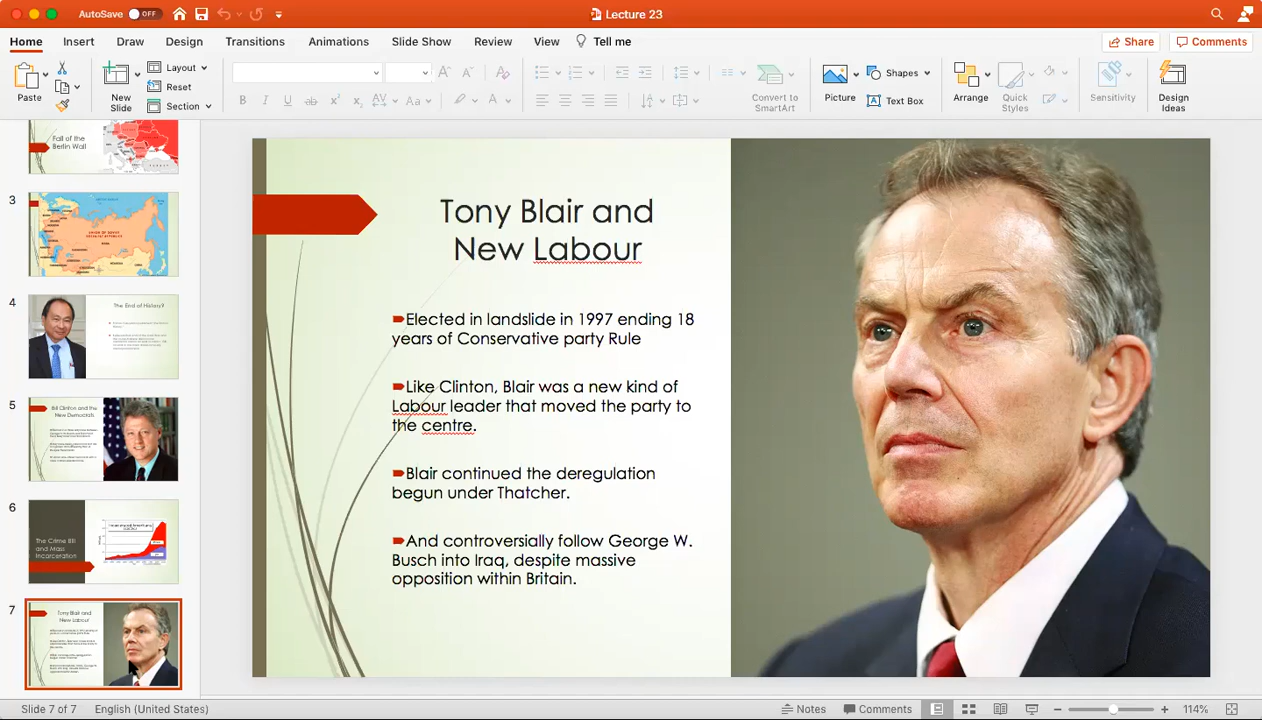 AutoSave OFF
Lecture 23
Home Insert Draw Design Transitions Animations Slide Show Review View Tell me Share Comments
Paste
New
Slide
Layout
Reset
Section
Convert to
SmartArt
Picture
Shapes
Text Box
Arrange
Quick
Styles
Sensitivity
Design
Ideas
Fall of the
Berlin Wall
3
4
The End of History?
5
Bill Clinton and the
New Democrats
6
The Crime Bill
and Mass
Incarceration
7
Tony Blair and
New Labour
Tony Blair and
New Labour
Elected in landslide in 1997 ending 18
years of Conservative party Rule
Like Clinton, Blair was a new kind of
Labour leader that moved the party to
the centre.
Blair continued the deregulation
begun under Thatcher.
And controversially follow George W.
Busch into Iraq, despite massive
opposition within Britain.
Slide 7 of 7 English (United States) Notes Comments 114%